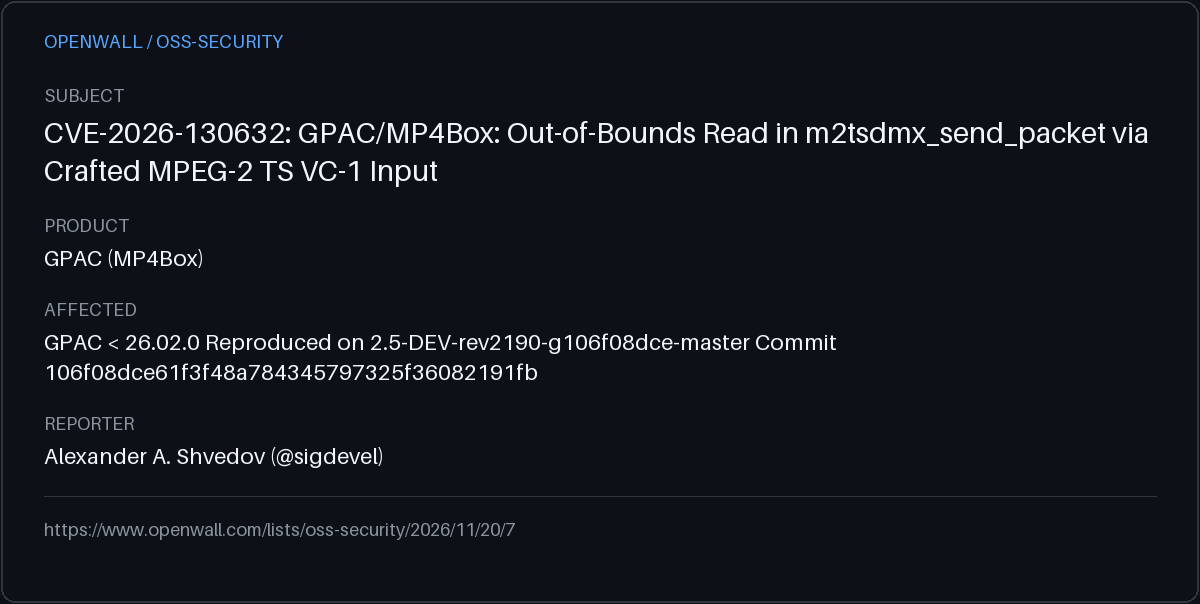 OPENWALL / OSS-SECURITY
SUBJECT
CVE-2026-130632: GPAC/MP4Box: Out-of-Bounds Read in m2tsdmx_send_packet via
Crafted MPEG-2 TS VC-1 Input
PRODUCT
GPAC (MP4Box)
AFFECTED
GPAC < 26.02.0 Reproduced on 2.5-DEV-rev2190-g106f08dce-master Commit
106f08dce61f3f48a784345797325f36082191fb
REPORTER
Alexander A. Shvedov (@sigdevel)
https://www.openwall.com/lists/oss-security/2026/11/20/7